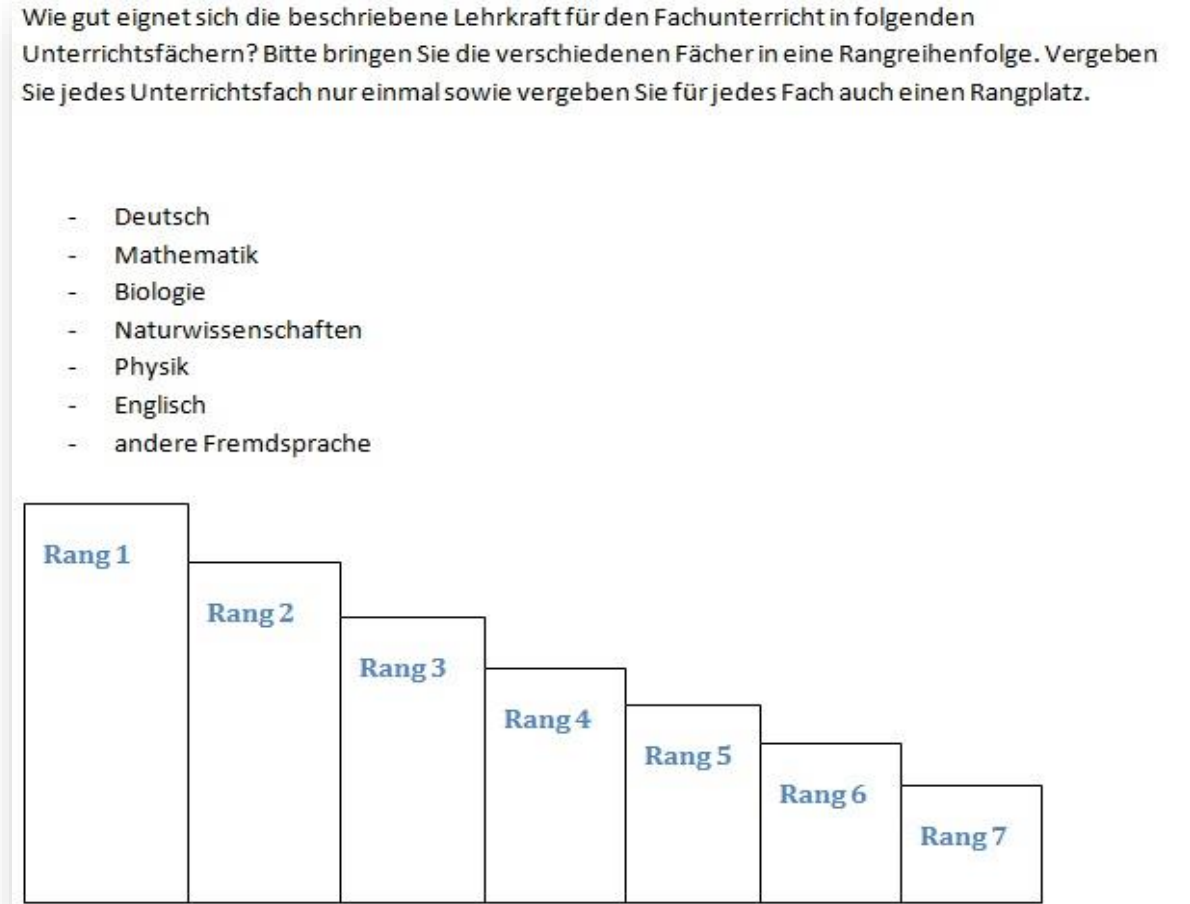 Wie gut eignet sich die beschriebene Lehrkraft für den Fachunterricht in folgenden
Unterrichtsfächern? Bitte bringen Sie die verschiedenen Fächer in eine Rangreihenfolge. Vergeben
Sie jedes Unterrichtsfach nur einmal sowie vergeben Sie für jedes Fach auch einen Rangplatz.
- Deutsch
- Mathematik
- Biologie
- Naturwissenschaften
- Physik
- Englisch
- andere Fremdsprache
Rang 1
Rang 2
Rang 3
Rang 4
Rang 5
Rang 6
Rang 7